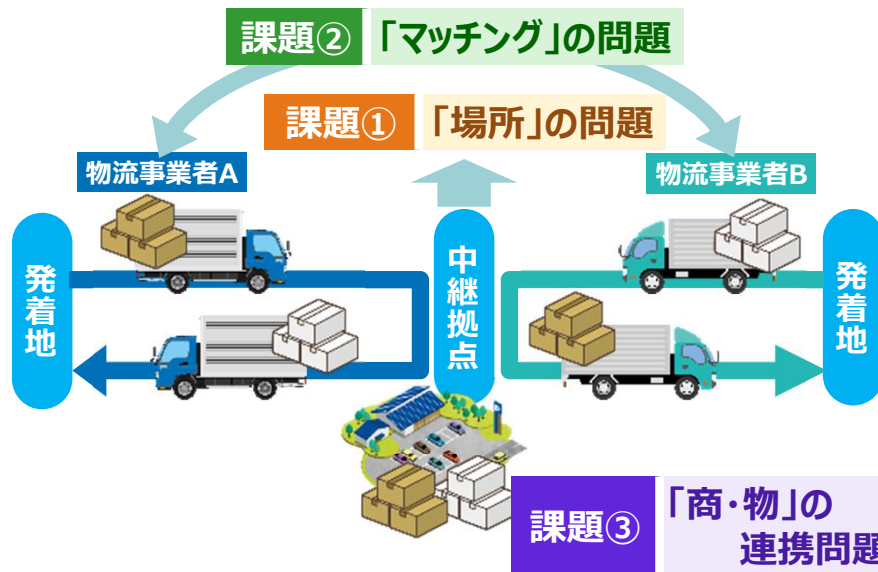 課題② 「マッチング」の問題
課題① 「場所」の問題
物流事業者A
物流事業者B
発着地
中継拠点
発着地
課題③ 「商・物」の
連携問題